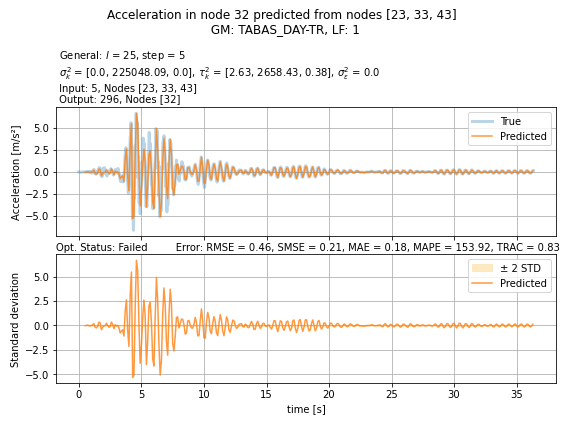 Acceleration in node 32 predicted from nodes [23, 33, 43]
GM: TABAS_DAY-TR, LF: 1
General: l = 25, step = 5
σ²_k = [0.0, 225048.09, 0.0], τ²_k = [2.63, 2658.43, 0.38], σ²_ε = 0.0
Input: 5, Nodes [23, 33, 43]
Output: 296, Nodes [32]
Acceleration [m/s²]
5.0
2.5
0.0
−2.5
−5.0
True
Predicted
Opt. Status: Failed
Error: RMSE = 0.46, SMSE = 0.21, MAE = 0.18, MAPE = 153.92, TRAC = 0.83
Standard deviation
5.0
2.5
0.0
−2.5
−5.0
± 2 STD
Predicted
0 5 10 15 20 25 30 35
time [s]